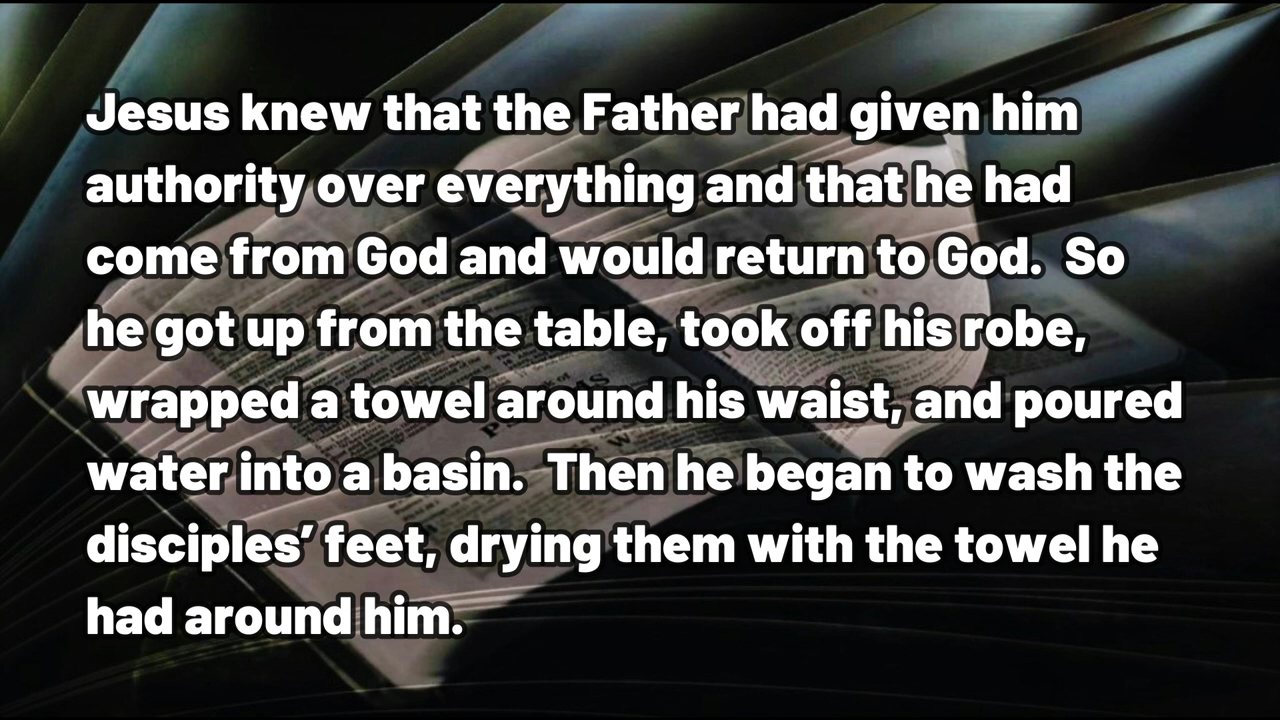 Jesus knew that the Father had given him
authority over everything and that he had
come from God and would return to God.  So
he got up from the table, took off his robe,
wrapped a towel around his waist, and poured
water into a basin.  Then he began to wash the
disciples’ feet, drying them with the towel he
had around him.